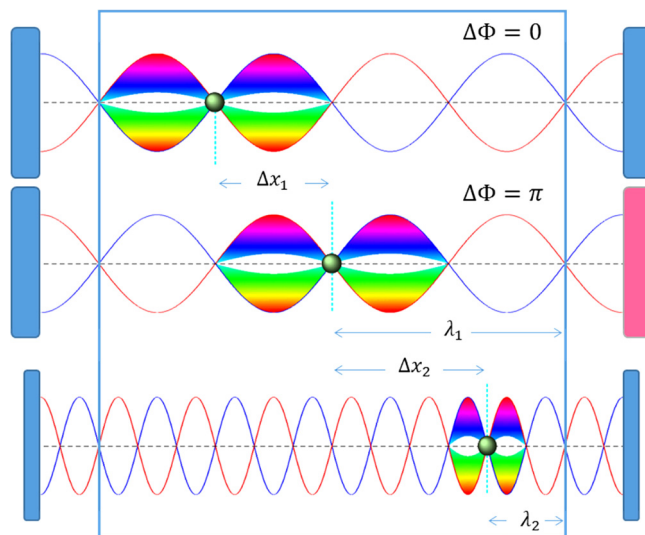 ΔΦ = 0
Δx₁
ΔΦ = π
λ₁
Δx₂
λ₂